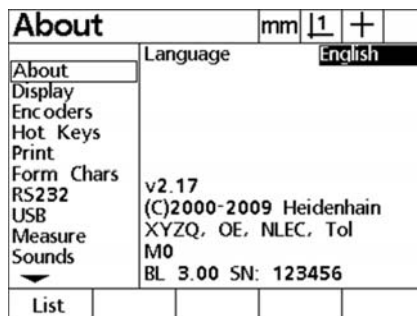 About
mm 1
Language English
About
Display
Encoders
Hot Keys
Print
Form Chars
RS232
USB
Measure
Sounds
v2.17
(C)2000-2009 Heidenhain
XYZQ, OE, NLEC, Tol
M0
BL 3.00 SN: 123456
List